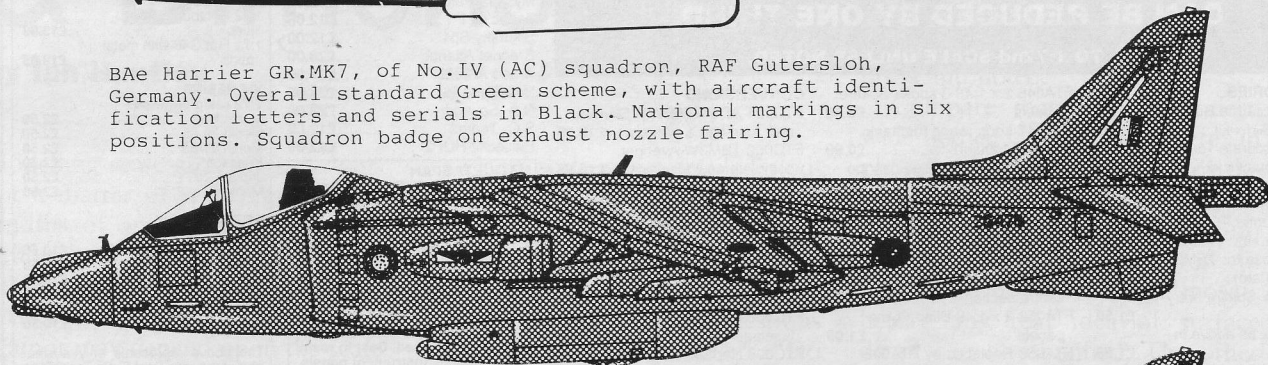 BAe Harrier GR.MK7, of No.IV (AC) squadron, RAF Gutersloh,
Germany. Overall standard Green scheme, with aircraft identi-
fication letters and serials in Black. National markings in six
positions. Squadron badge on exhaust nozzle fairing.